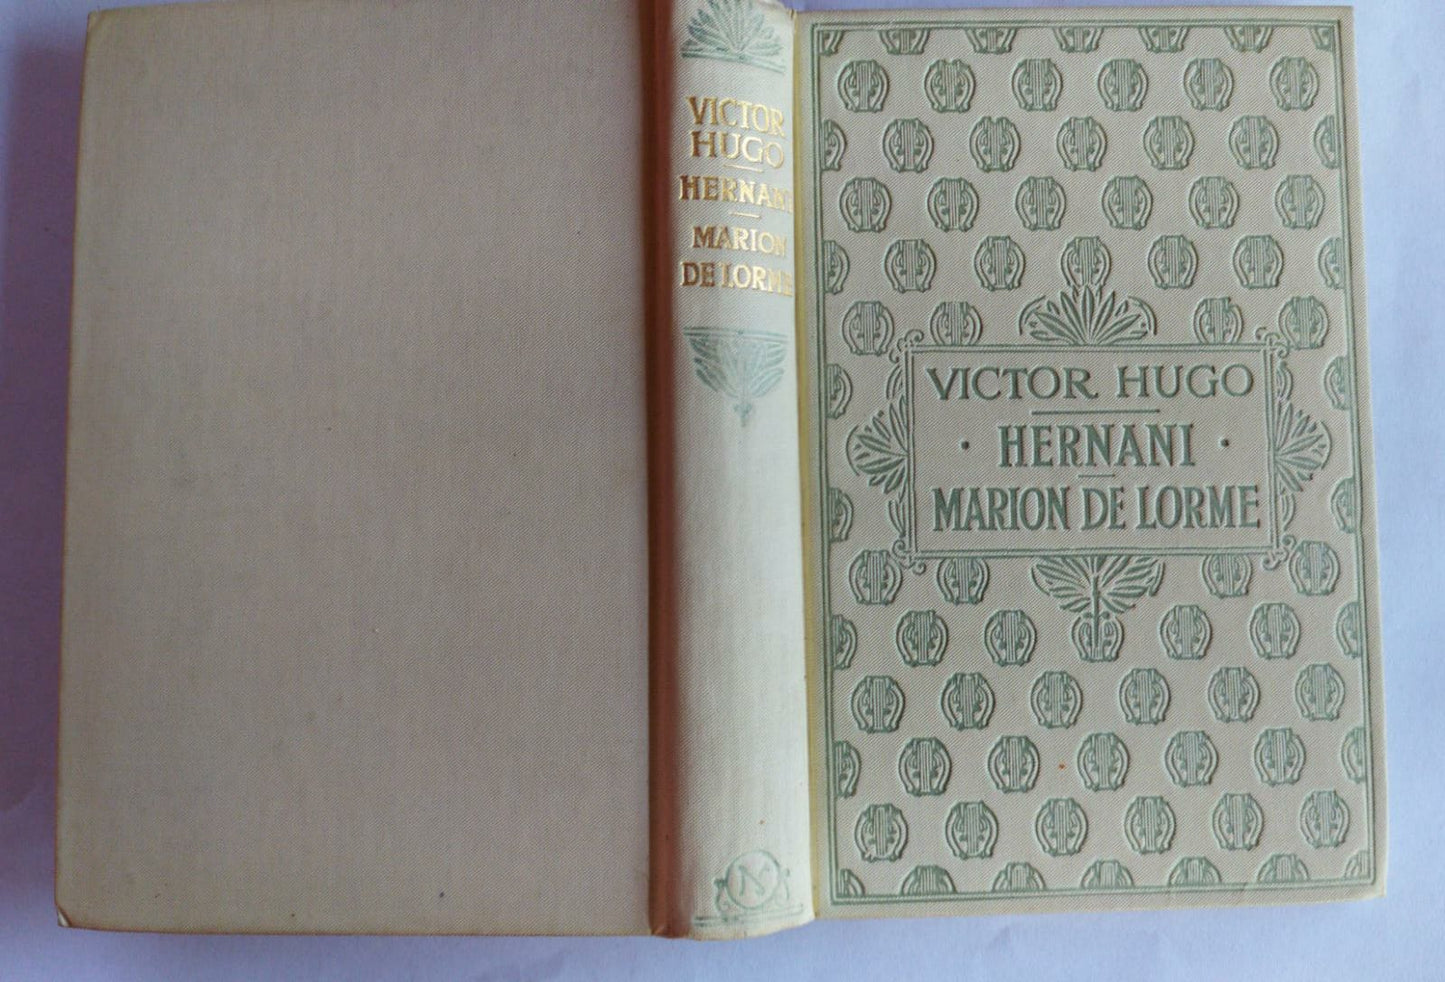 VICTOR
HUGO
HERNANI
MARION
DE LORME
N
VICTOR HUGO
· HERNANI ·
MARION DE LORME